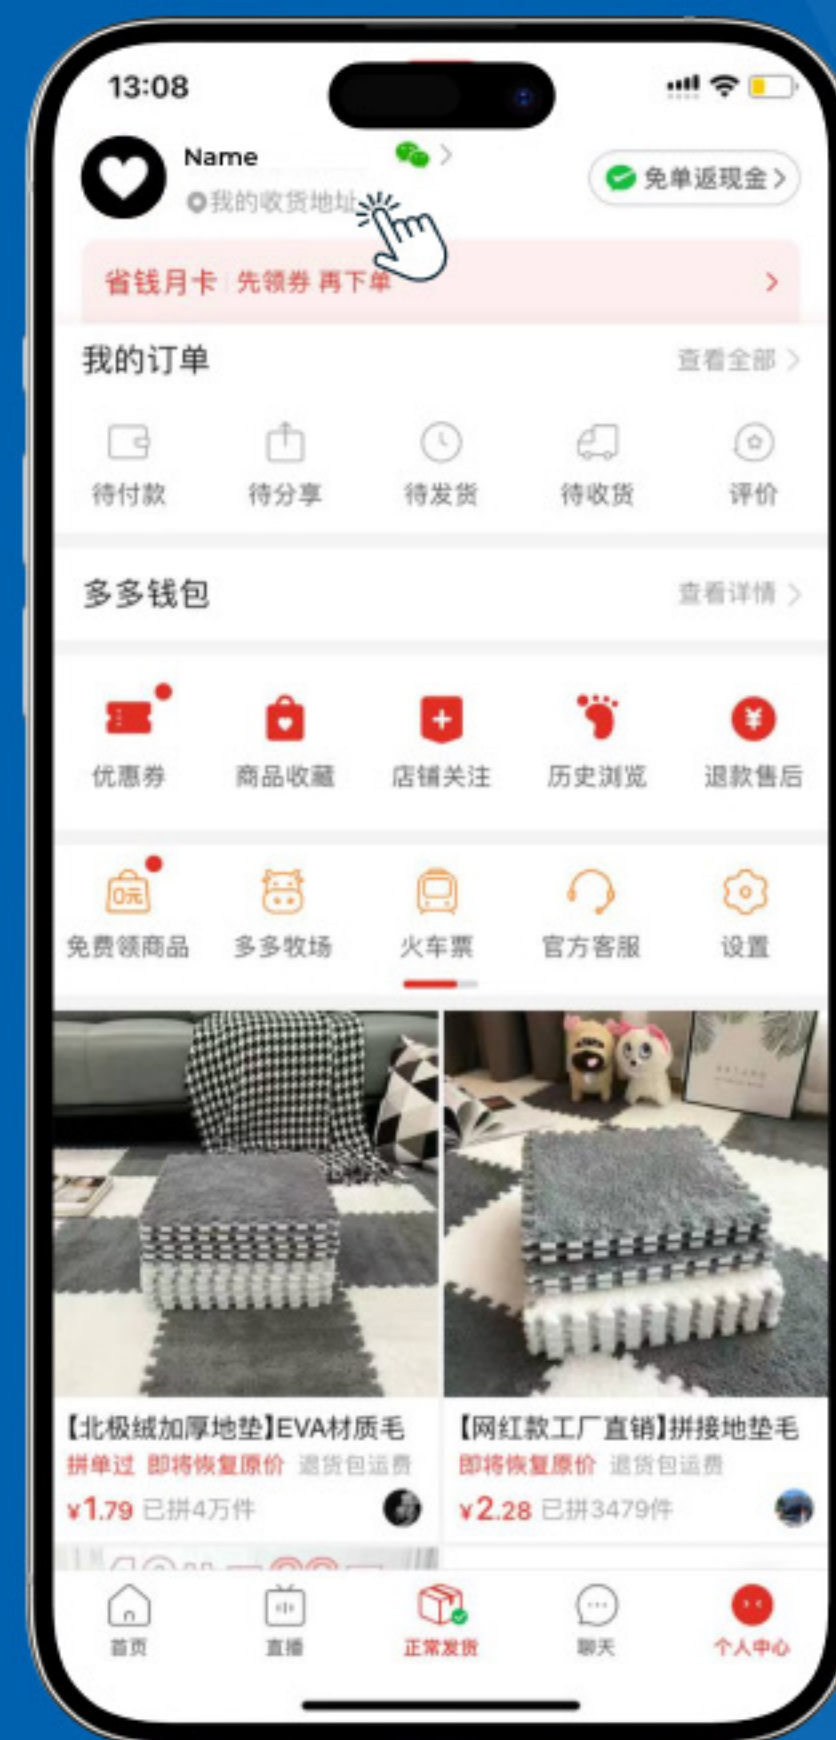 13:08
Name
我的收货地址
免单返现金
省钱月卡 先领券 再下单
我的订单 查看全部
待付款 待分享 待发货 待收货 评价
多多钱包 查看详情
优惠券 商品收藏 店铺关注 历史浏览 退款售后
0元
免费领商品 多多牧场 火车票 官方客服 设置
【北极绒加厚地垫】EVA材质毛
拼单过 即将恢复原价 退货包运费
¥1.79 已拼4万件
【网红款工厂直销】拼接地垫毛
即将恢复原价 退货包运费
¥2.28 已拼3479件
首页 直播 正常发货 聊天 个人中心